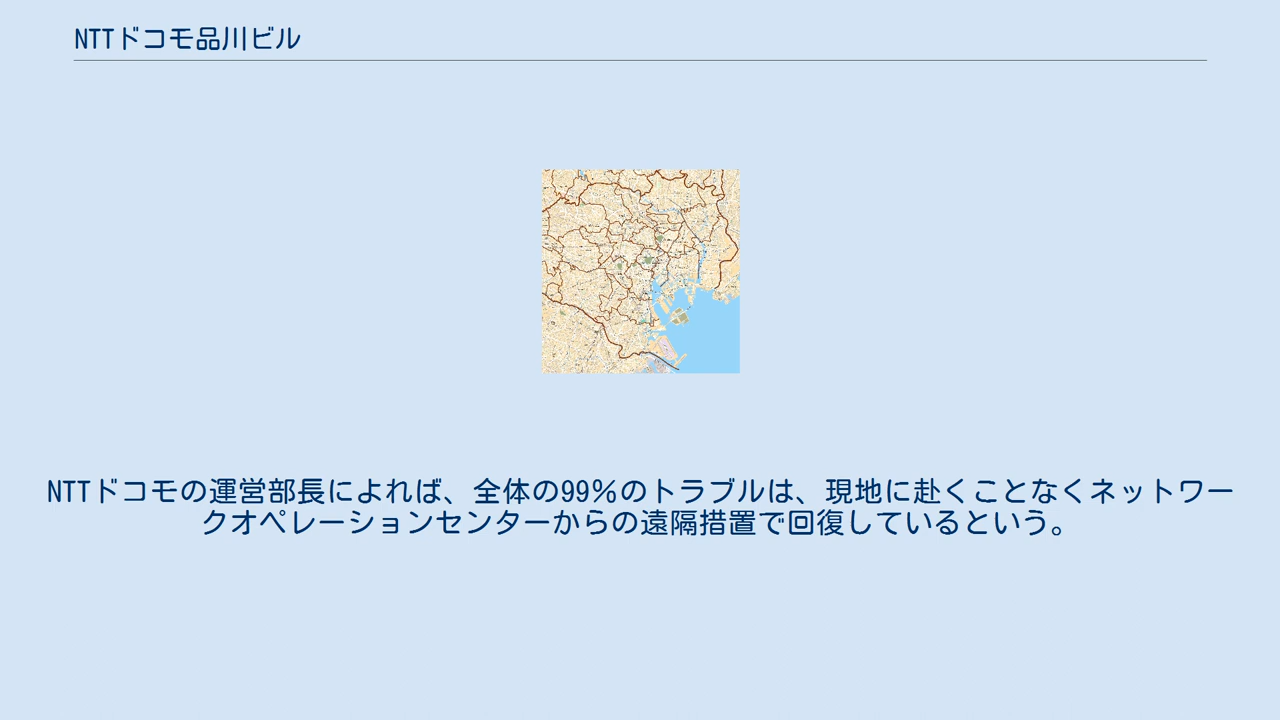 NTTドコモ品川ビル
NTTドコモの運営部長によれば、全体の99%のトラブルは、現地に赴くことなくネットワー
クオペレーションセンターからの遠隔措置で回復しているという。